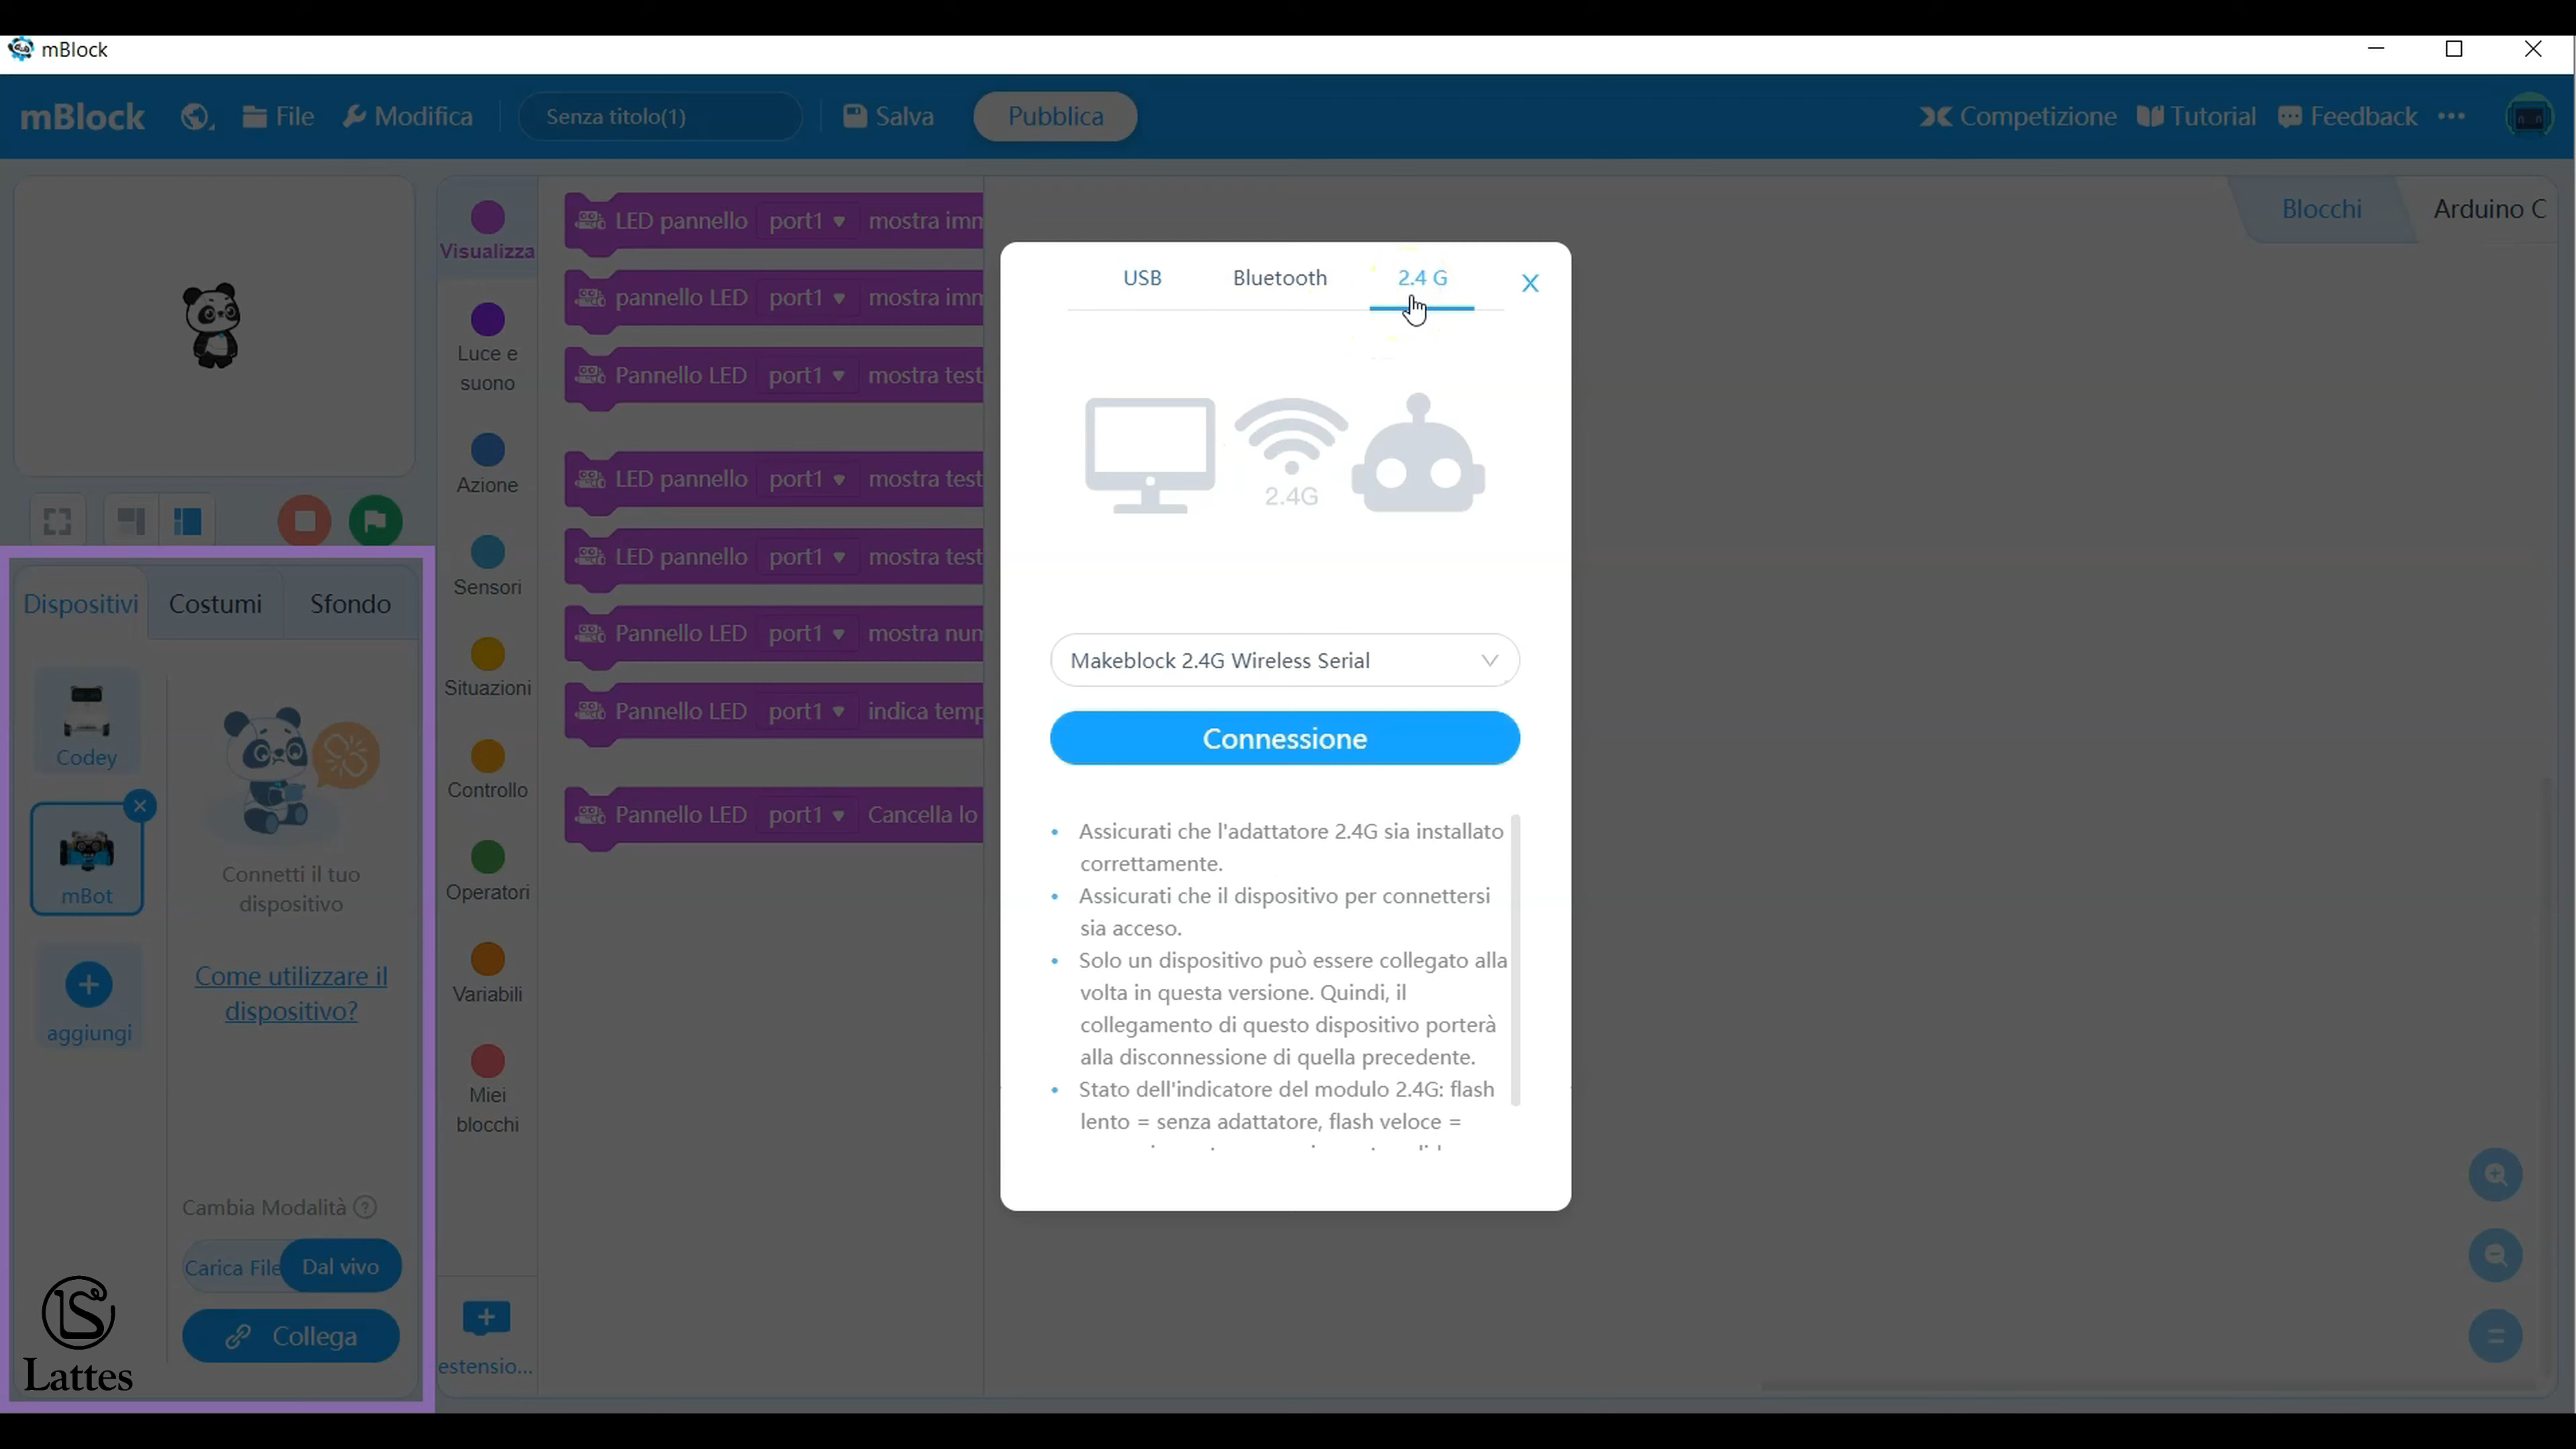 mBlock
mBlock File Modifica Senza titolo(1) Salva Pubblica Competizione Tutorial Feedback
Visualizza
Luce e
suono
Azione
Sensori
Situazioni
Controllo
Operatori
Variabili
Miei
blocchi
estensio...
LED pannello port1 mostra imm
pannello LED port1 mostra imm
Pannello LED port1 mostra test
LED pannello port1 mostra test
LED pannello port1 mostra test
Pannello LED port1 mostra num
Pannello LED port1 indica temp
Pannello LED port1 Cancella lo
Blocchi Arduino C
Dispositivi Costumi Sfondo
Codey
mBot
aggiungi
Connetti il tuo
dispositivo
Come utilizzare il
dispositivo?
Cambia Modalità ?
Carica File Dal vivo
Collega
LS
Lattes
USB Bluetooth 2.4 G X
2.4G
Makeblock 2.4G Wireless Serial
Connessione
• Assicurati che l'adattatore 2.4G sia installato
correttamente.
• Assicurati che il dispositivo per connettersi
sia acceso.
• Solo un dispositivo può essere collegato alla
volta in questa versione. Quindi, il
collegamento di questo dispositivo porterà
alla disconnessione di quella precedente.
• Stato dell'indicatore del modulo 2.4G: flash
lento = senza adattatore, flash veloce =